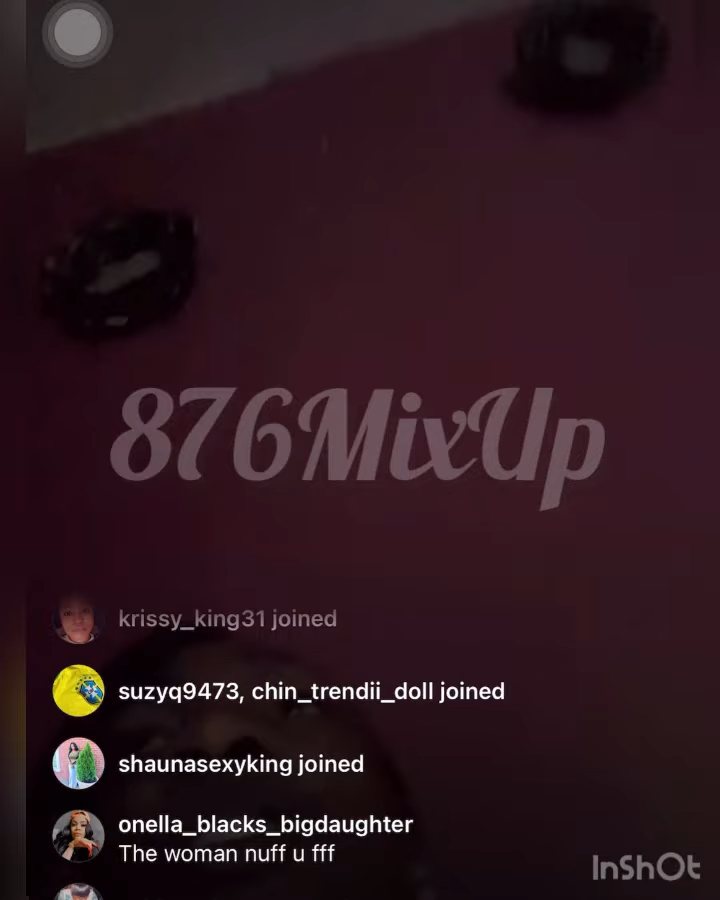 876MixUp
krissy_king31 joined
suzyq9473, chin_trendii_doll joined
shaunasexyking joined
onella_blacks_bigdaughter
The woman nuff u fff
InShOt